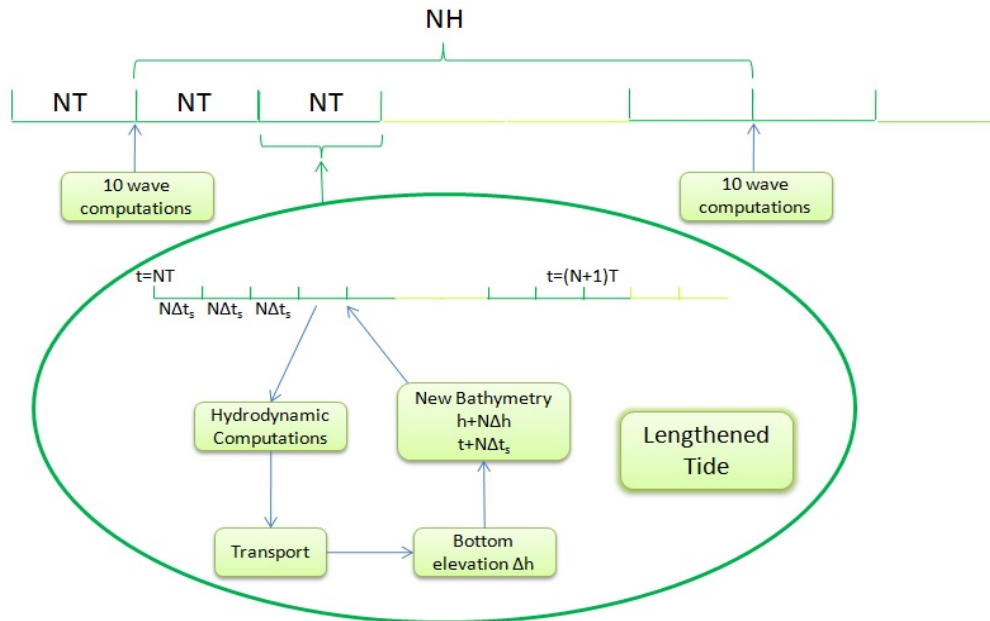 NH
NT
NT
NT
10 wave
computations
10 wave
computations
t=NT
t=(N+1)T
NΔtₛ
NΔtₛ
NΔtₛ
Hydrodynamic
Computations
New Bathymetry
h+NΔh
t+NΔtₛ
Lengthened
Tide
Transport
Bottom
elevation Δh